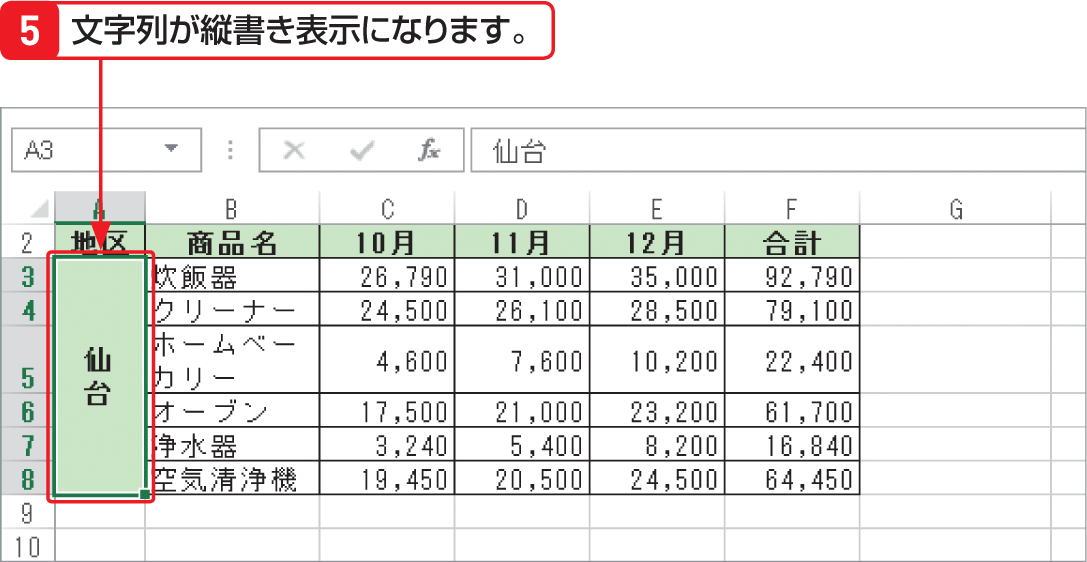 5 文字列が縦書き表示になります。
A3 fx 仙台
A B C D E F G
2 地区 商品名 10月 11月 12月 合計
3 炊飯器 26,790 31,000 35,000 92,790
4 クリーナー 24,500 26,100 28,500 79,100
5 仙台 ホームベー
カリー 4,600 7,600 10,200 22,400
6 オーブン 17,500 21,000 23,200 61,700
7 浄水器 3,240 5,400 8,200 16,840
8 空気清浄機 19,450 20,500 24,500 64,450
9
10